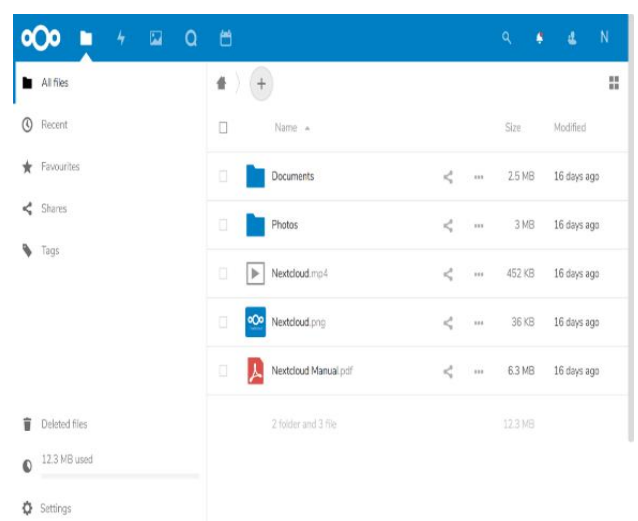 N
All files
Recent
Favourites
Shares
Tags
Deleted files
12.3 MB used
Settings
+
Name Size Modified
Documents 2.5 MB 16 days ago
Photos 3 MB 16 days ago
Nextcloud.mp4 452 KB 16 days ago
Nextcloud.png 36 KB 16 days ago
Nextcloud Manual.pdf 6.3 MB 16 days ago
2 folder and 3 file 12.3 MB